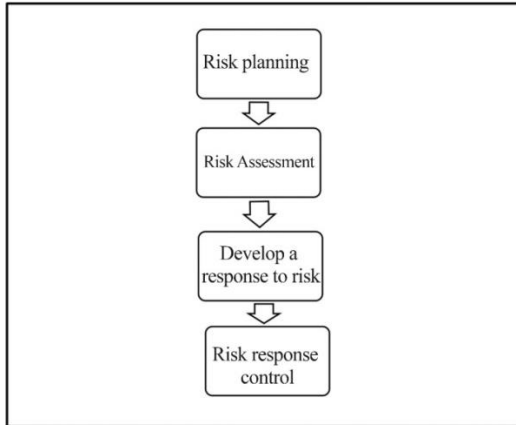 Risk planning
Risk Assessment
Develop a
response to risk
Risk response
control